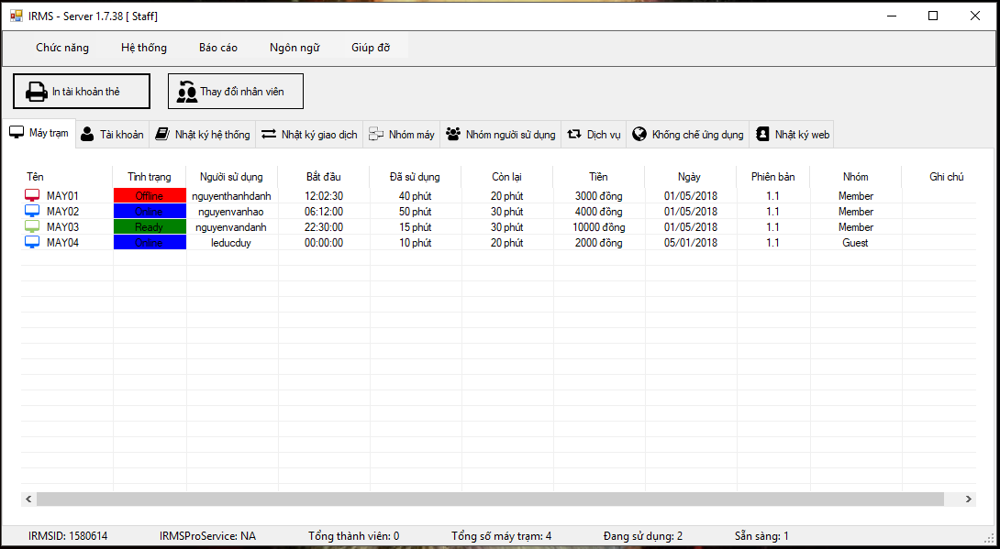 IRMS - Server 1.7.38 [ Staff]
Chức năng Hệ thống Báo cáo Ngôn ngữ Giúp đỡ
In tài khoản thẻ Thay đổi nhân viên
Máy trạm Tài khoản Nhật ký hệ thống Nhật ký giao dịch Nhóm máy Nhóm người sử dụng Dịch vụ Khống chế ứng dụng Nhật ký web
Tên Tình trạng Người sử dụng Bắt đầu Đã sử dụng Còn lại Tiền Ngày Phiên bản Nhóm Ghi chú
MAY01 Offline nguyenthanhdanh 12:02:30 40 phút 20 phút 3000 đồng 01/05/2018 1.1 Member
MAY02 Online nguyenvanhao 06:12:00 50 phút 30 phút 4000 đồng 01/05/2018 1.1 Member
MAY03 Ready nguyenvandanh 22:30:00 15 phút 30 phút 10000 đồng 01/05/2018 1.1 Member
MAY04 Online leducduy 00:00:00 10 phút 20 phút 2000 đồng 05/01/2018 1.1 Guest
IRMSID: 1580614 IRMSProService: NA Tổng thành viên: 0 Tổng số máy trạm: 4 Đang sử dụng: 2 Sẵn sàng: 1